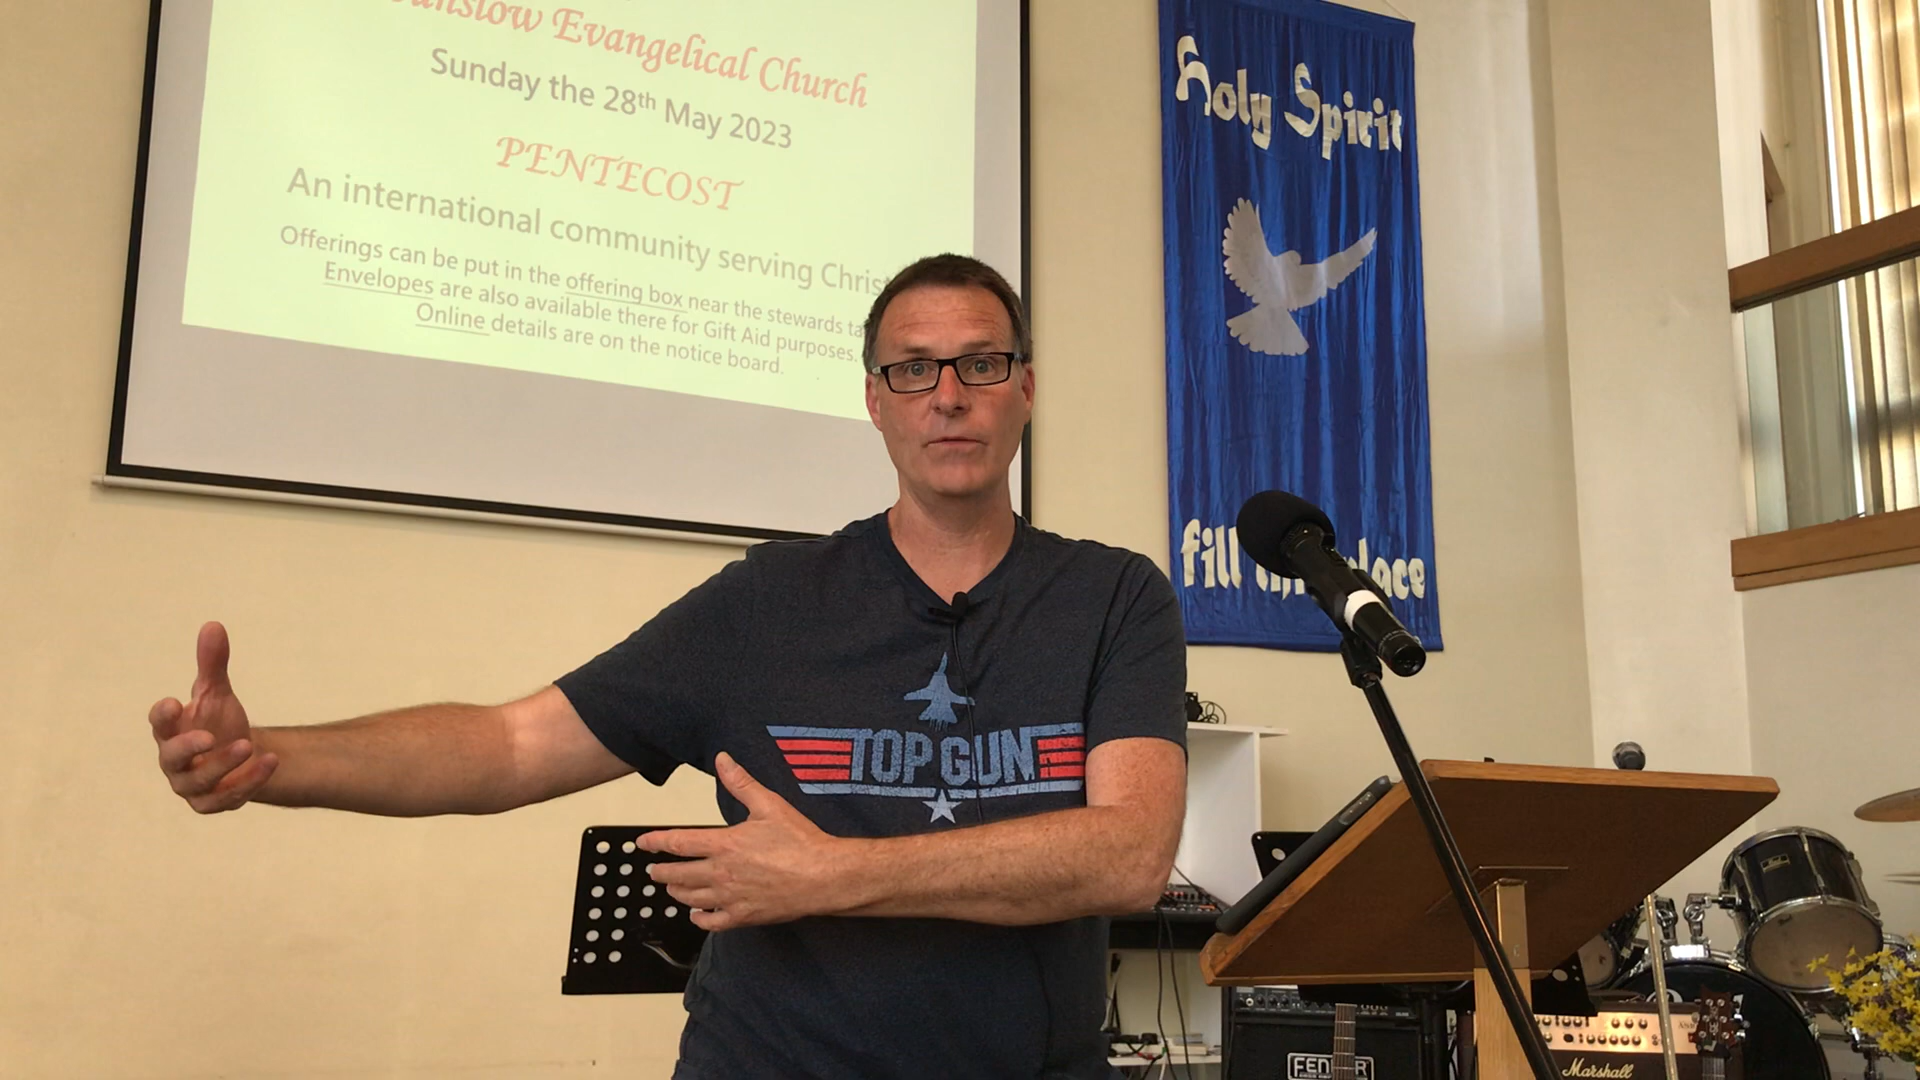 Evangelical Church
Sunday the 28th May 2023
PENTECOST
An international community serving Christ
Offerings can be put in the offering box near the stewards
Envelopes are also available there for Gift Aid purposes.
Online details are on the notice board.
Holy Spirit
fill
TOP GUN
FENDER
Marshall